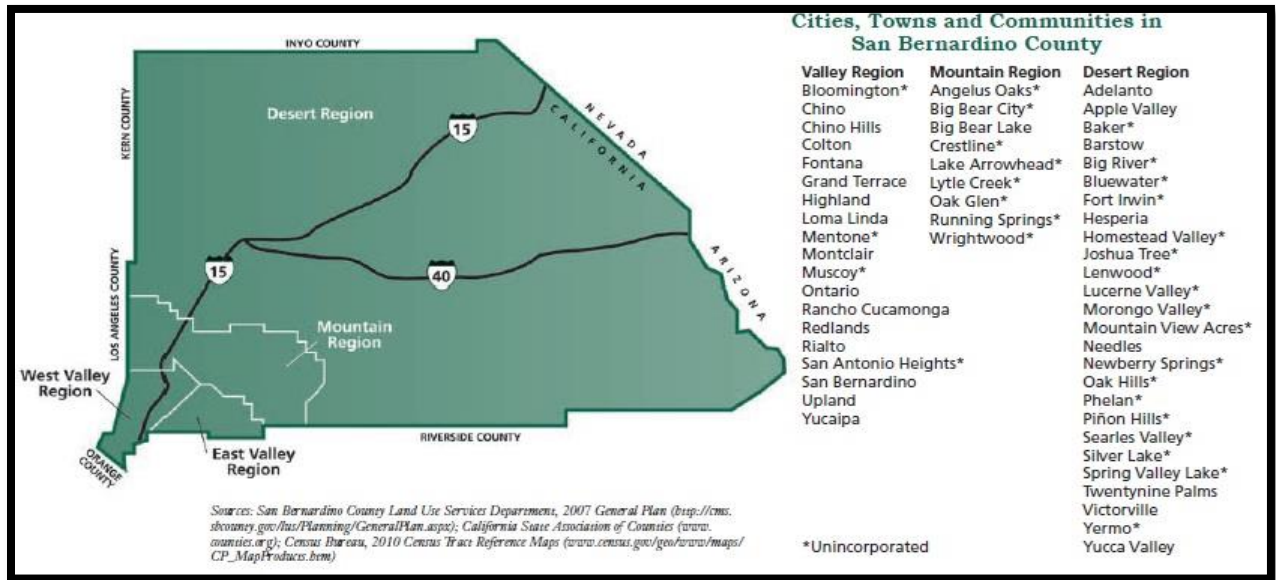 INYO COUNTY
KERN COUNTY
Desert Region
15
NEVADA
CALIFORNIA
LOS ANGELES COUNTY
15
40
ARIZONA
Mountain
Region
West Valley
Region
East Valley
Region
RIVERSIDE COUNTY
ORANGE
COUNTY
Sources: San Bernardino County Land Use Services Department, 2007 General Plan (http://cms.
sbcounty.gov/lus/Planning/GeneralPlan.aspx); California State Association of Counties (www.
counties.org); Census Bureau, 2010 Census Tract Reference Maps (www.census.gov/geo/www/maps/
CP_MapProducts.htm)
Cities, Towns and Communities in
San Bernardino County
Valley Region
Bloomington*
Chino
Chino Hills
Colton
Fontana
Grand Terrace
Highland
Loma Linda
Mentone*
Montclair
Muscoy*
Ontario
Rancho Cucamonga
Redlands
Rialto
San Antonio Heights*
San Bernardino
Upland
Yucaipa
Mountain Region
Angelus Oaks*
Big Bear City*
Big Bear Lake
Crestline*
Lake Arrowhead*
Lytle Creek*
Oak Glen*
Running Springs*
Wrightwood*
Desert Region
Adelanto
Apple Valley
Baker*
Barstow
Big River*
Bluewater*
Fort Irwin*
Hesperia
Homestead Valley*
Joshua Tree*
Lenwood*
Lucerne Valley*
Morongo Valley*
Mountain View Acres*
Needles
Newberry Springs*
Oak Hills*
Phelan*
Piñon Hills*
Searles Valley*
Silver Lake*
Spring Valley Lake*
Twentynine Palms
Victorville
Yermo*
Yucca Valley
*Unincorporated